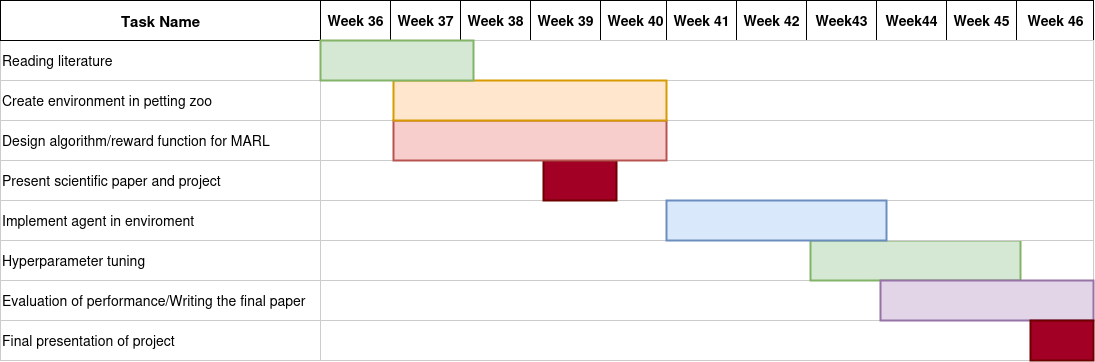 Task Name Week 36 Week 37 Week 38 Week 39 Week 40 Week 41 Week 42 Week43 Week44 Week 45 Week 46
Reading literature
Create environment in petting zoo
Design algorithm/reward function for MARL
Present scientific paper and project
Implement agent in enviroment
Hyperparameter tuning
Evaluation of performance/Writing the final paper
Final presentation of project